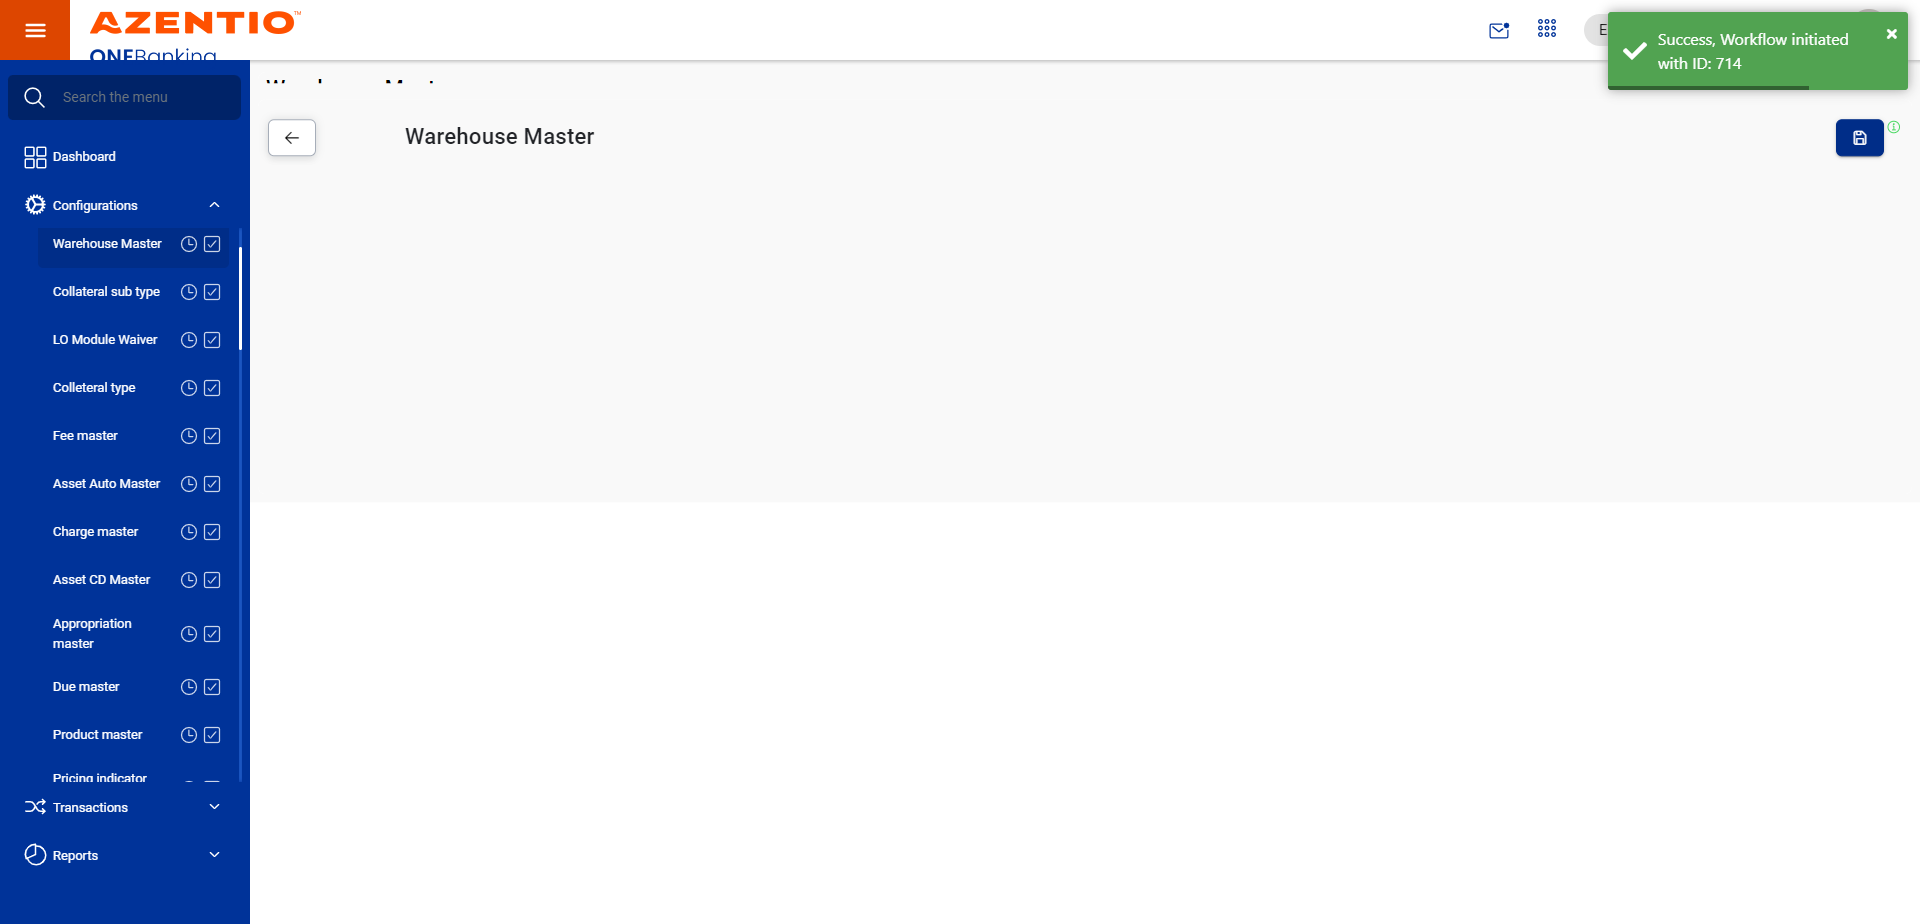 AZENTIO™
ONEBanking
E
Success, Workflow initiated
with ID: 714
Search the menu
Warehouse Master
Warehouse Master
Dashboard
Configurations
Warehouse Master
Collateral sub type
LO Module Waiver
Colleteral type
Fee master
Asset Auto Master
Charge master
Asset CD Master
Appropriation
master
Due master
Product master
Pricing indicator
Transactions
Reports